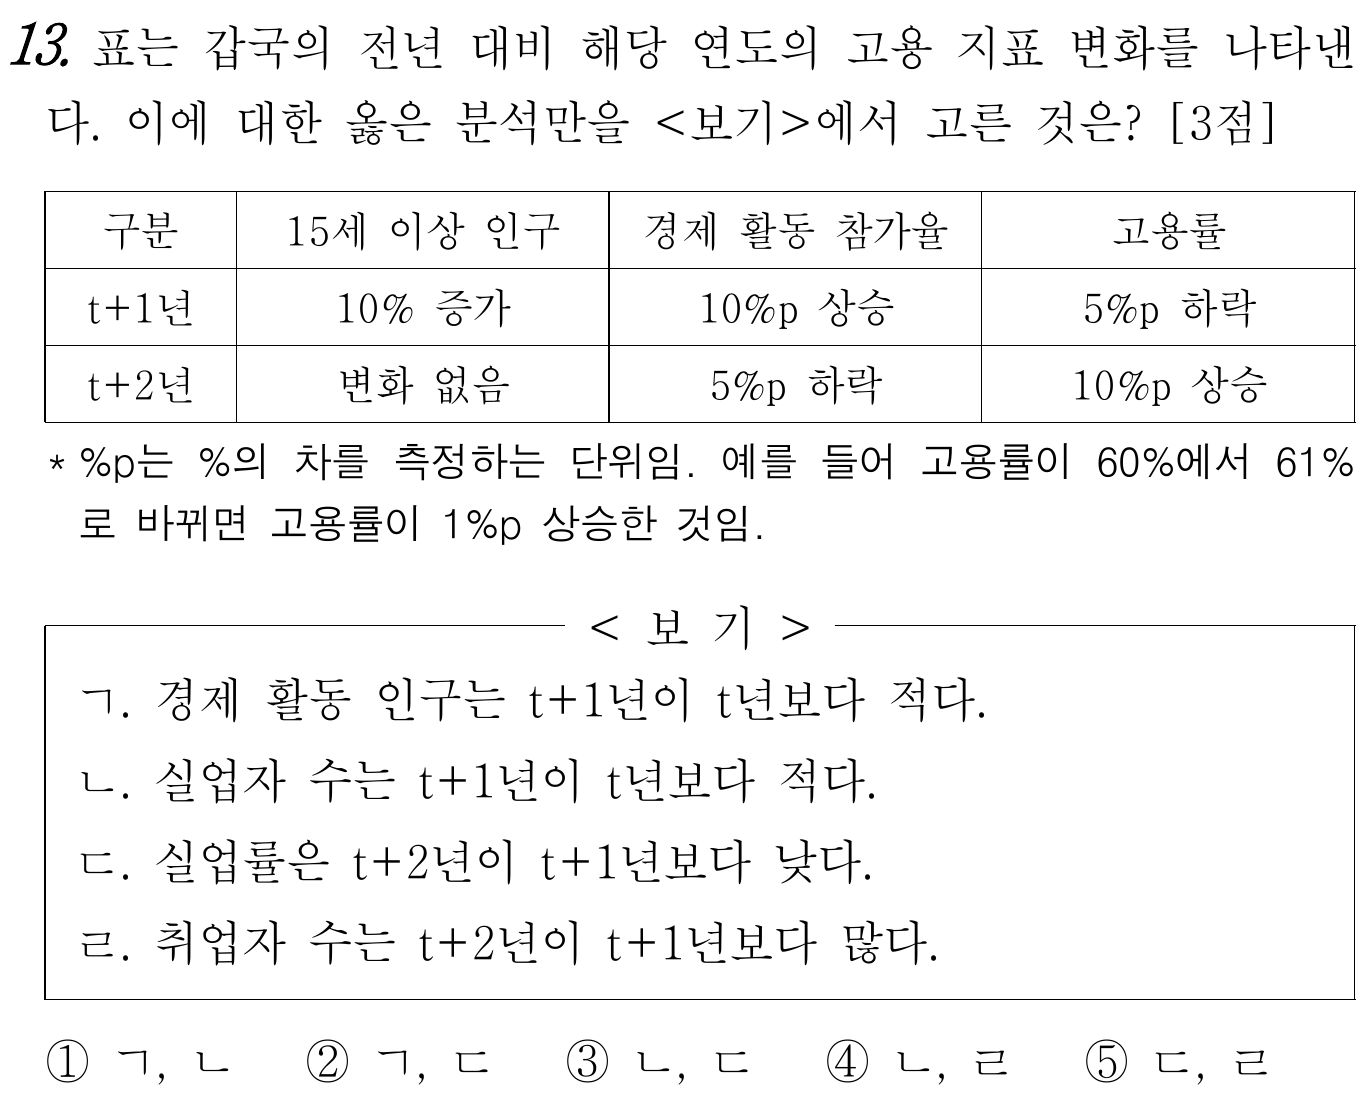 13. 표는 갑국의 전년 대비 해당 연도의 고용 지표 변화를 나타낸
다. 이에 대한 옳은 분석만을 <보기>에서 고른 것은? [3점]
구분 15세 이상 인구 경제 활동 참가율 고용률
t+1년 10% 증가 10%p 상승 5%p 하락
t+2년 변화 없음 5%p 하락 10%p 상승
* %p는 %의 차를 측정하는 단위임. 예를 들어 고용률이 60%에서 61%
로 바뀌면 고용률이 1%p 상승한 것임.
< 보 기 >
ㄱ. 경제 활동 인구는 t+1년이 t년보다 적다.
ㄴ. 실업자 수는 t+1년이 t년보다 적다.
ㄷ. 실업률은 t+2년이 t+1년보다 낮다.
ㄹ. 취업자 수는 t+2년이 t+1년보다 많다.
① ㄱ, ㄴ ② ㄱ, ㄷ ③ ㄴ, ㄷ ④ ㄴ, ㄹ ⑤ ㄷ, ㄹ